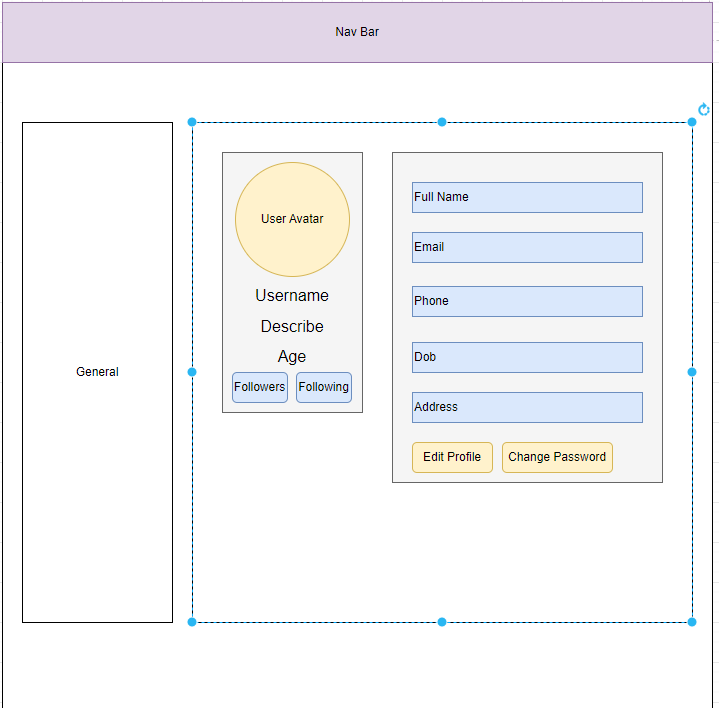 Nav Bar
General
User Avatar
Username
Describe
Age
Followers
Following
Full Name
Email
Phone
Dob
Address
Edit Profile
Change Password